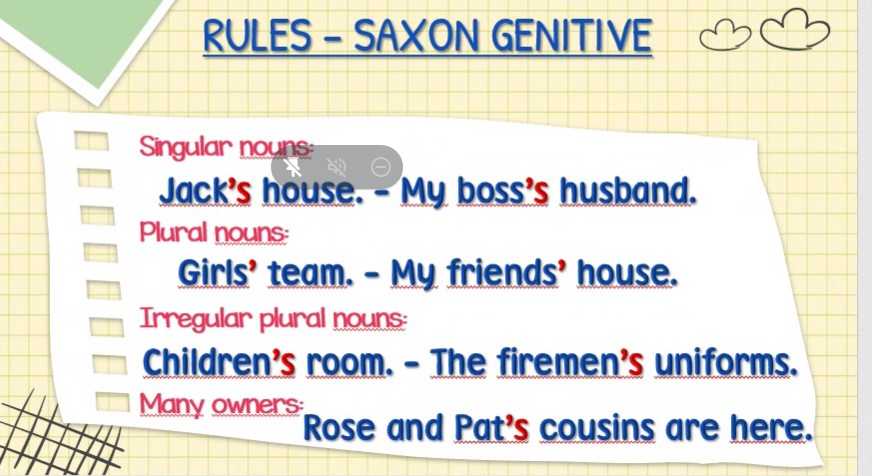 RULES - SAXON GENITIVE
Singular nouns:
Jack's house. - My boss's husband.
Plural nouns:
Girls' team. - My friends' house.
Irregular plural nouns:
Children's room. - The firemen's uniforms.
Many owners:
Rose and Pat's cousins are here.